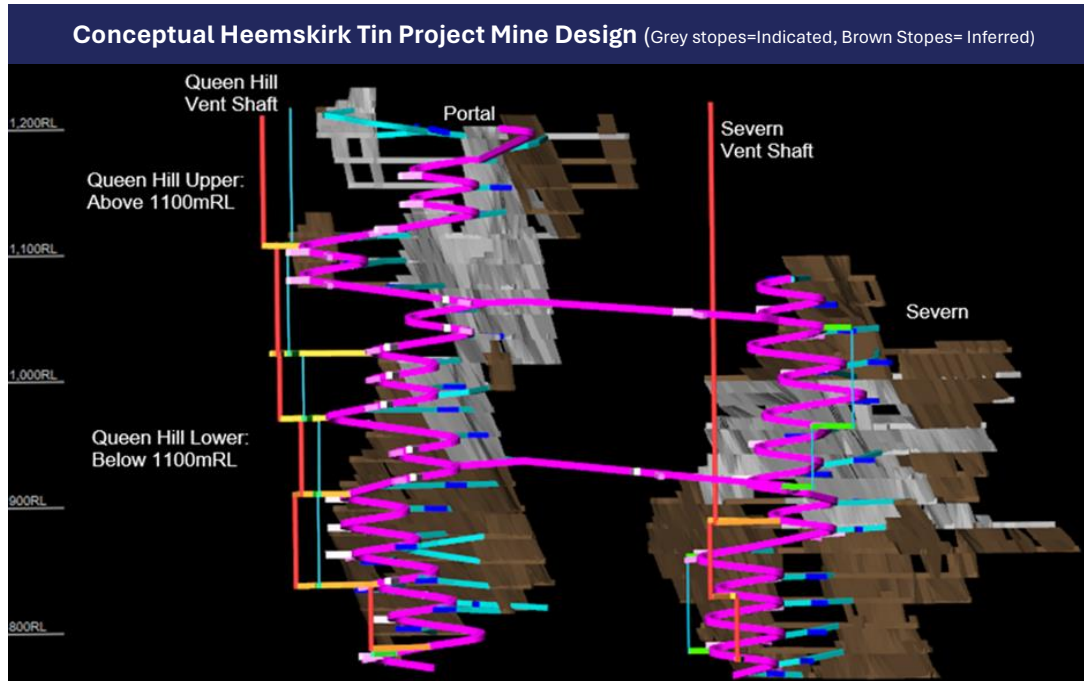 Conceptual Heemskirk Tin Project Mine Design (Grey stopes=Indicated, Brown Stopes= Inferred)
Queen Hill
Vent Shaft
Portal
1,200RL
Severn
Vent Shaft
Queen Hill Upper:
Above 1100mRL
1,100RL
Severn
1,000RL
Queen Hill Lower:
Below 1100mRL
900RL
800RL